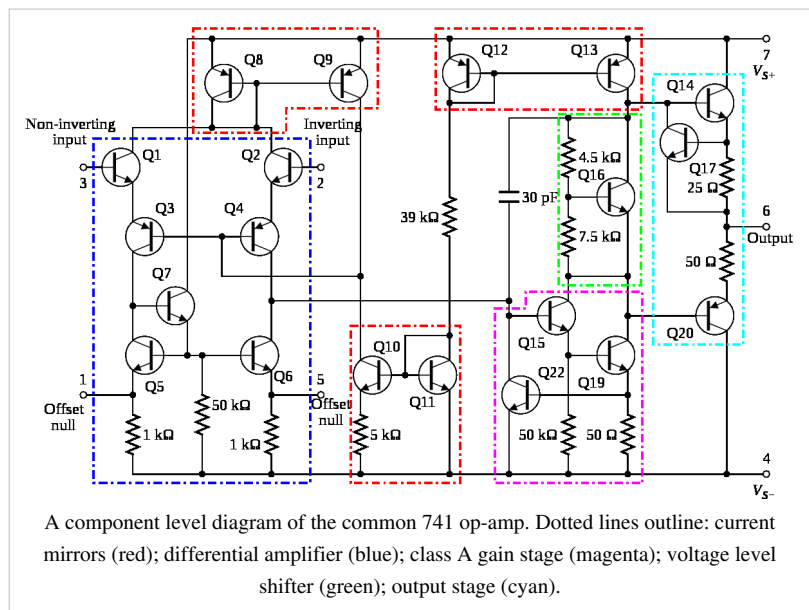 Q8
Q9
Q12
Q13
7
VS+
Q14
Non-inverting
input
Inverting
input
Q1
Q2
3
2
4.5 kΩ
Q16
Q17
25 Ω
30 pF
Q3
Q4
39 kΩ
7.5 kΩ
6
Output
50 Ω
Q7
Q15
Q20
1
Q5
Q6
5
Q10
Q11
Q22
Q19
Offset
null
50 kΩ
Offset
null
1 kΩ
1 kΩ
5 kΩ
50 kΩ
50 Ω
4
VS−
A component level diagram of the common 741 op-amp. Dotted lines outline: current
mirrors (red); differential amplifier (blue); class A gain stage (magenta); voltage level
shifter (green); output stage (cyan).